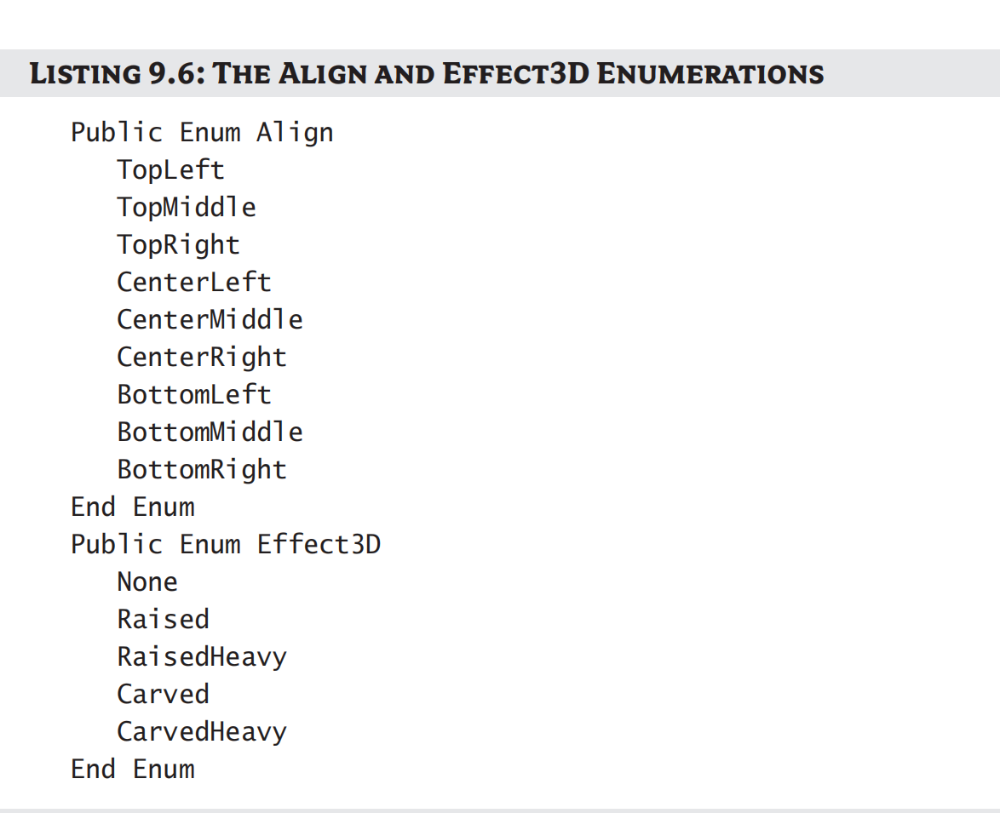 LISTING 9.6: THE ALIGN AND EFFECT3D ENUMERATIONS
Public Enum Align
TopLeft
TopMiddle
TopRight
CenterLeft
CenterMiddle
CenterRight
BottomLeft
BottomMiddle
BottomRight
End Enum
Public Enum Effect3D
None
Raised
RaisedHeavy
Carved
CarvedHeavy
End Enum